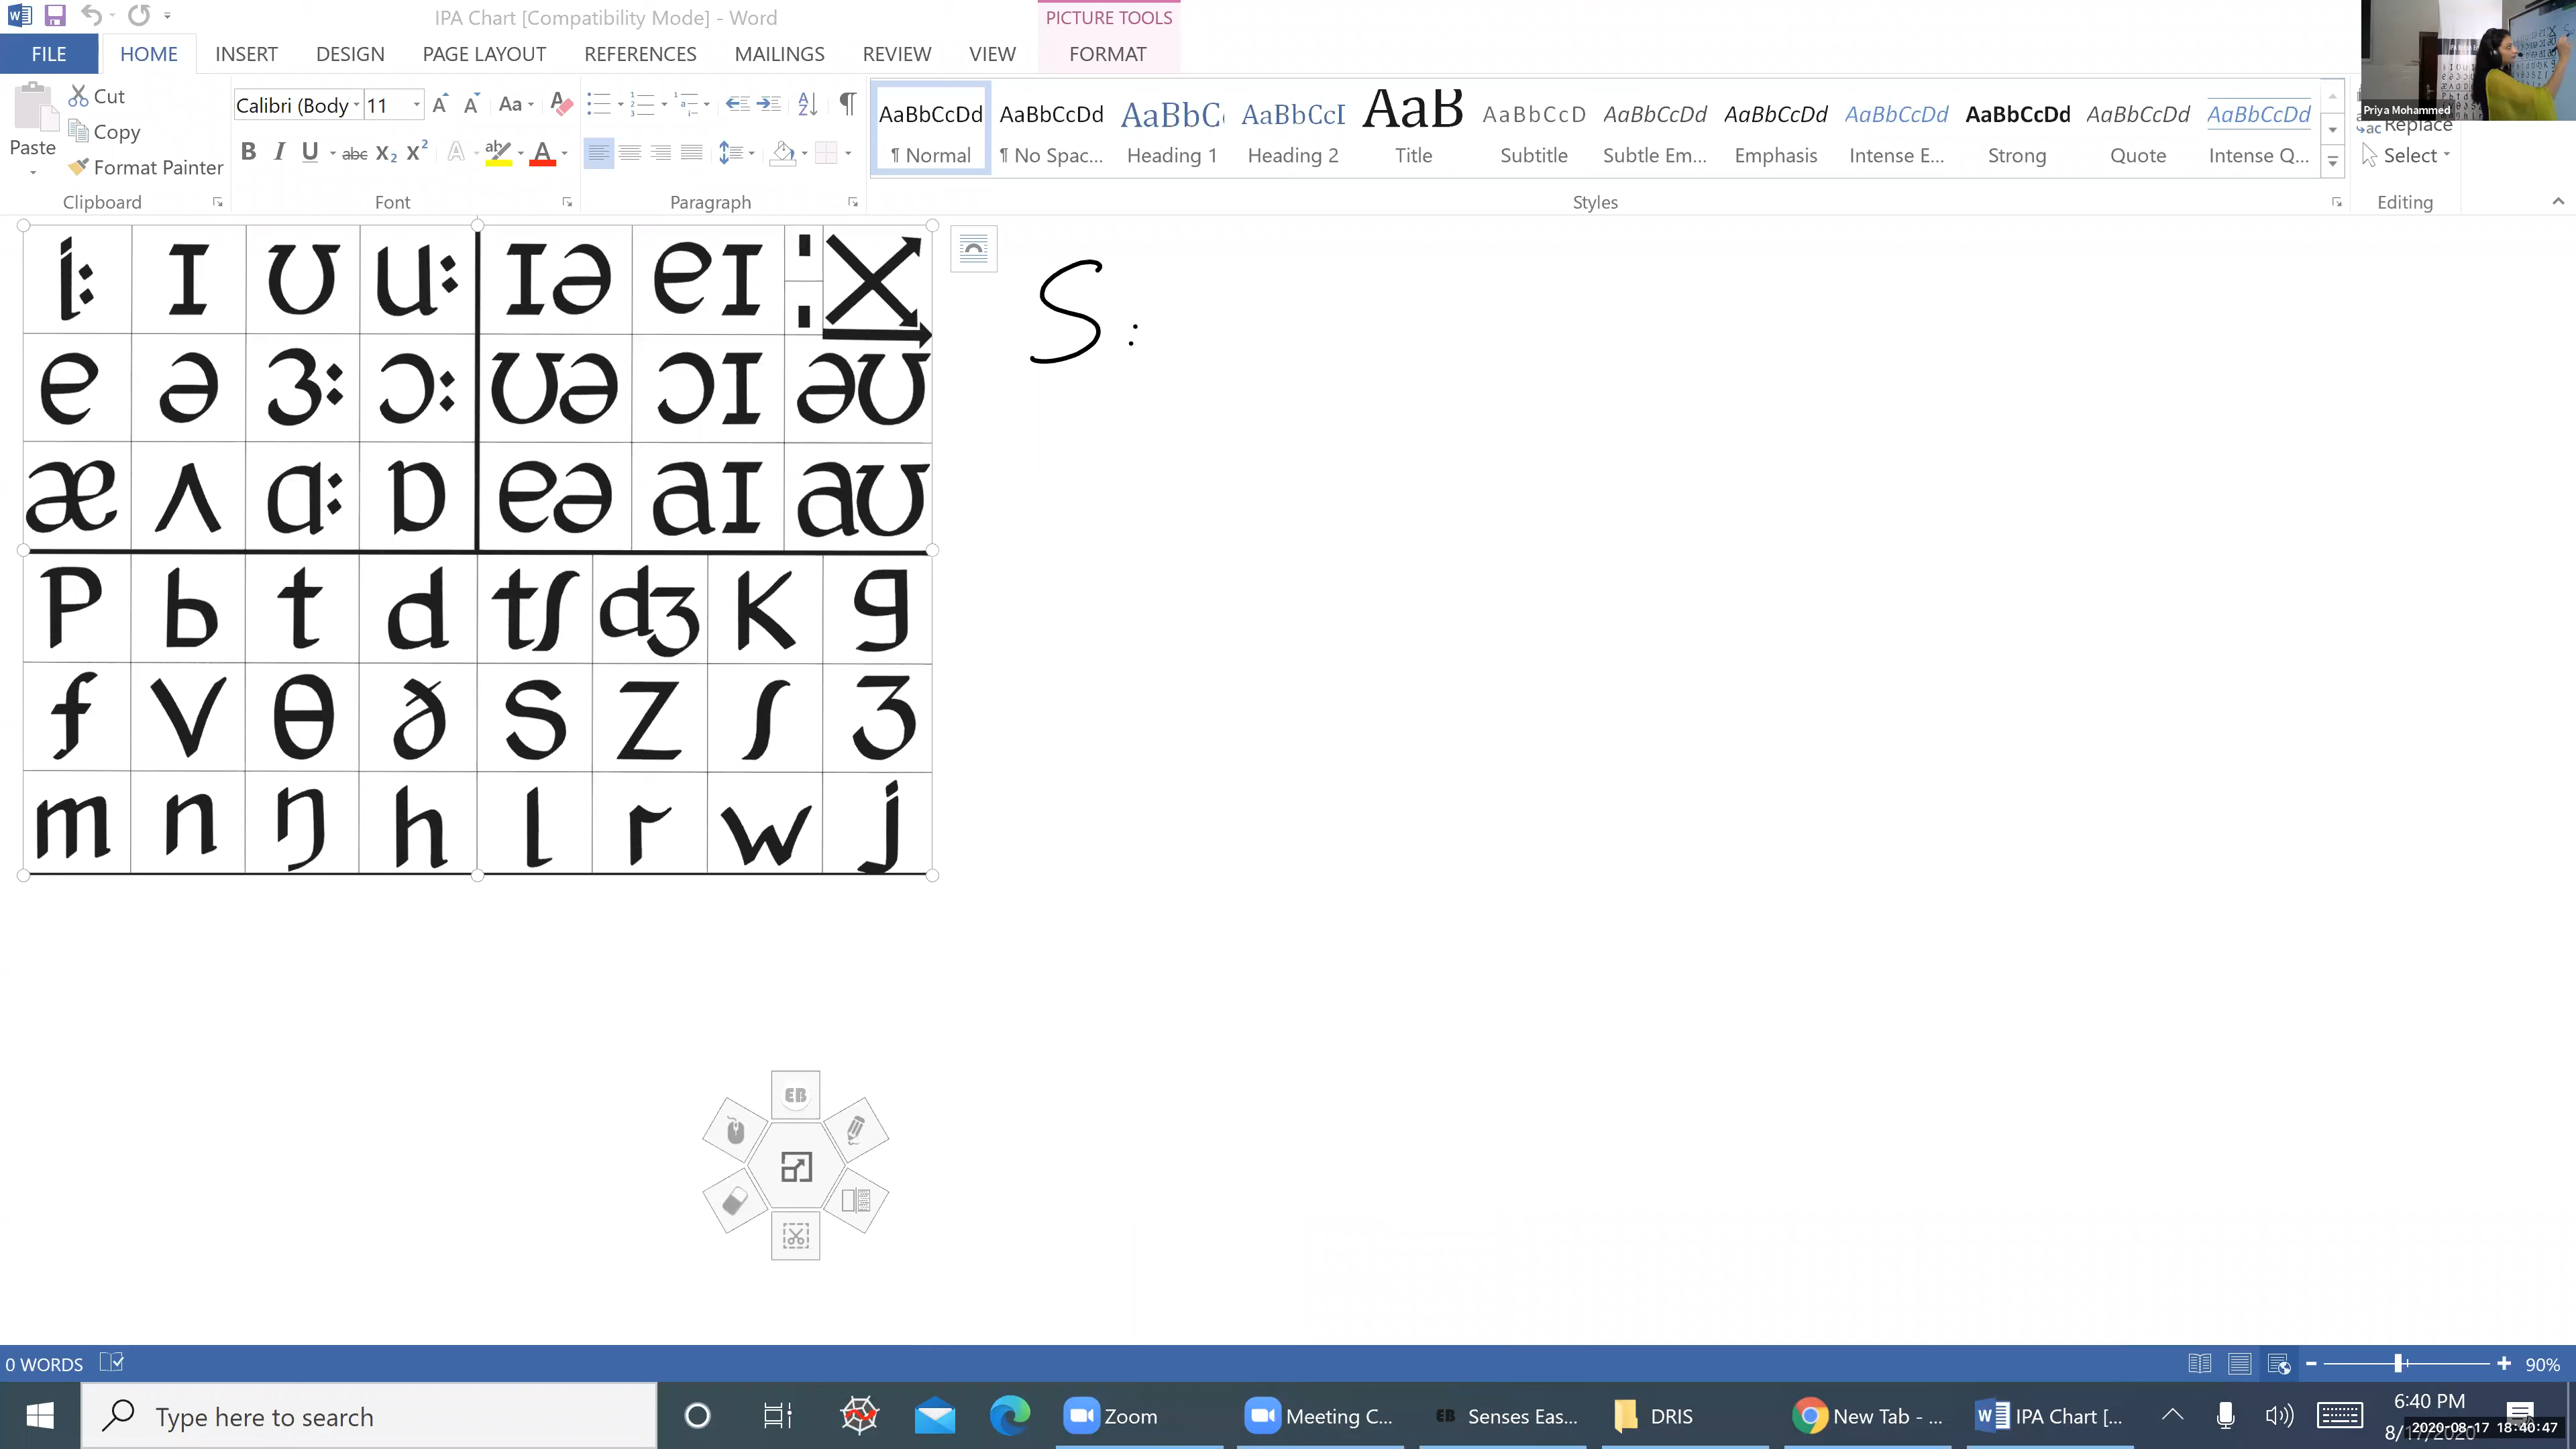 IPA Chart [Compatibility Mode] - Word
PICTURE TOOLS
FILE HOME INSERT DESIGN PAGE LAYOUT REFERENCES MAILINGS REVIEW VIEW FORMAT
Priya Mohammed
Paste
Cut
Copy
Format Painter
Calibri (Body 11
AaBbCcDd AaBbCcDd AaBbC AaBbCcI AaB AaBbCcD AaBbCcDd AaBbCcDd AaBbCcDd AaBbCcDd AaBbCcDd AaBbCcDd
¶ Normal ¶ No Spac... Heading 1 Heading 2 Title Subtitle Subtle Em... Emphasis Intense E... Strong Quote Intense Q...
Replace
Select
Clipboard Font Paragraph Styles Editing
i: ɪ ʊ u: ɪə eɪ
e ə ɜ: ɔ: ʊə ɔɪ əʊ
æ ʌ ɑ: ɒ eə aɪ aʊ
p b t d tʃ dʒ k g
f v θ ð s z ʃ ʒ
m n ŋ h l r w j
S :
EB
0 WORDS
90%
Type here to search
Zoom
Meeting C...
EB Senses Eas...
DRIS
New Tab - ...
IPA Chart [...
6:40 PM
2020-08-17 18:40:47